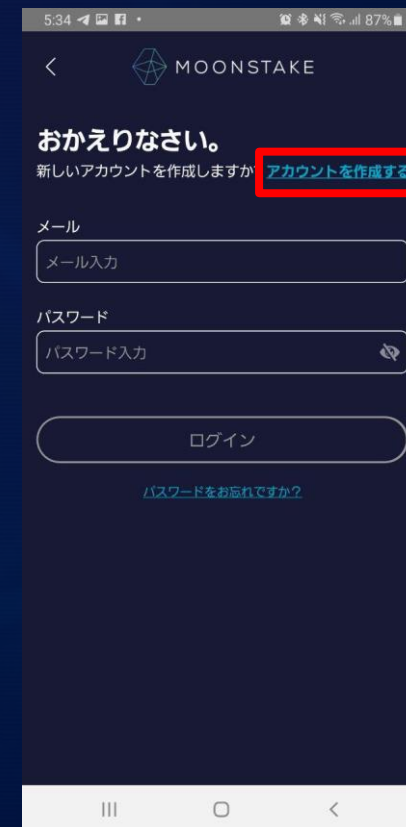 5:34
87%
MOONSTAKE
おかえりなさい。
新しいアカウントを作成しますか アカウントを作成する
メール
メール入力
パスワード
パスワード入力
ログイン
パスワードをお忘れですか？